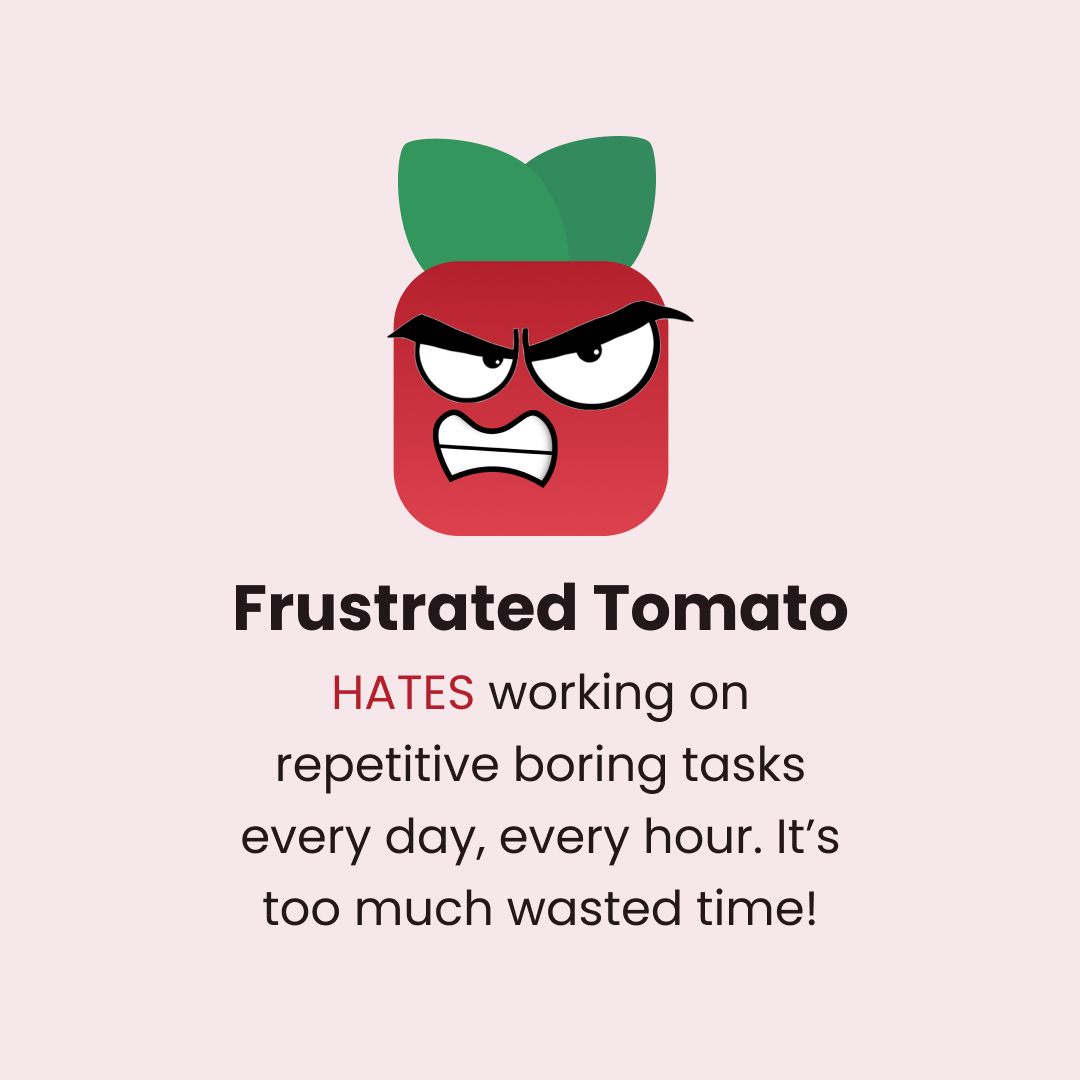 Frustrated Tomato
HATES working on
repetitive boring tasks
every day, every hour. It’s
too much wasted time!